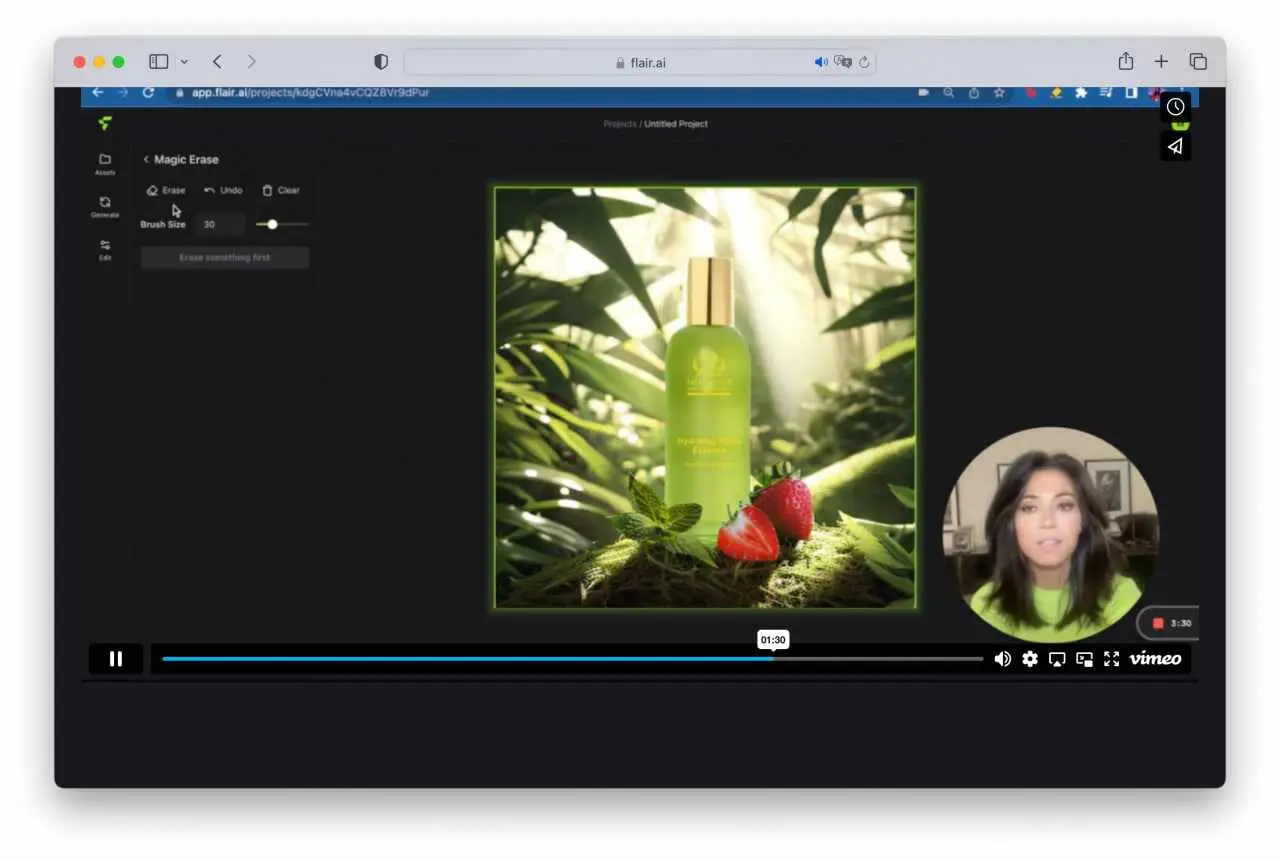 flair.ai
app.flair.ai/projects/kdgCVna4vCQZ8Vr9dPur
Projects / Untitled Project
Assets
Generate
Edit
Magic Erase
Erase Undo Clear
Brush Size 30
Erase something first
Essence
3:30
01:30
vimeo